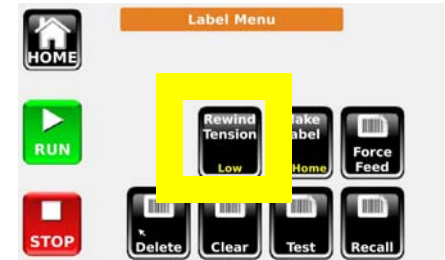 Label Menu
HOME
Rewind
Tension
Low
Home
Force
Feed
RUN
STOP
Delete
Clear
Test
Recall